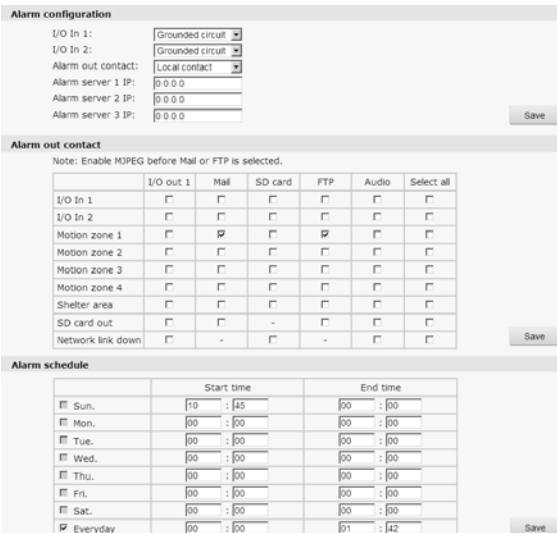 Alarm configuration
I/O In 1: Grounded circuit
I/O In 2: Grounded circuit
Alarm out contact: Local contact
Alarm server 1 IP: 0.0.0.0
Alarm server 2 IP: 0.0.0.0
Alarm server 3 IP: 0.0.0.0
Save
Alarm out contact
Note: Enable MJPEG before Mail or FTP is selected.
I/O out 1 Mail SD card FTP Audio Select all
I/O In 1
I/O In 2
Motion zone 1
Motion zone 2
Motion zone 3
Motion zone 4
Shelter area
SD card out -
Network link down - -
Save
Alarm schedule
Start time End time
Sun. 10 : 45 00 : 00
Mon. 00 : 00 00 : 00
Tue. 00 : 00 00 : 00
Wed. 00 : 00 00 : 00
Thu. 00 : 00 00 : 00
Fri. 00 : 00 00 : 00
Sat. 00 : 00 00 : 00
Everyday 00 : 00 01 : 42
Save